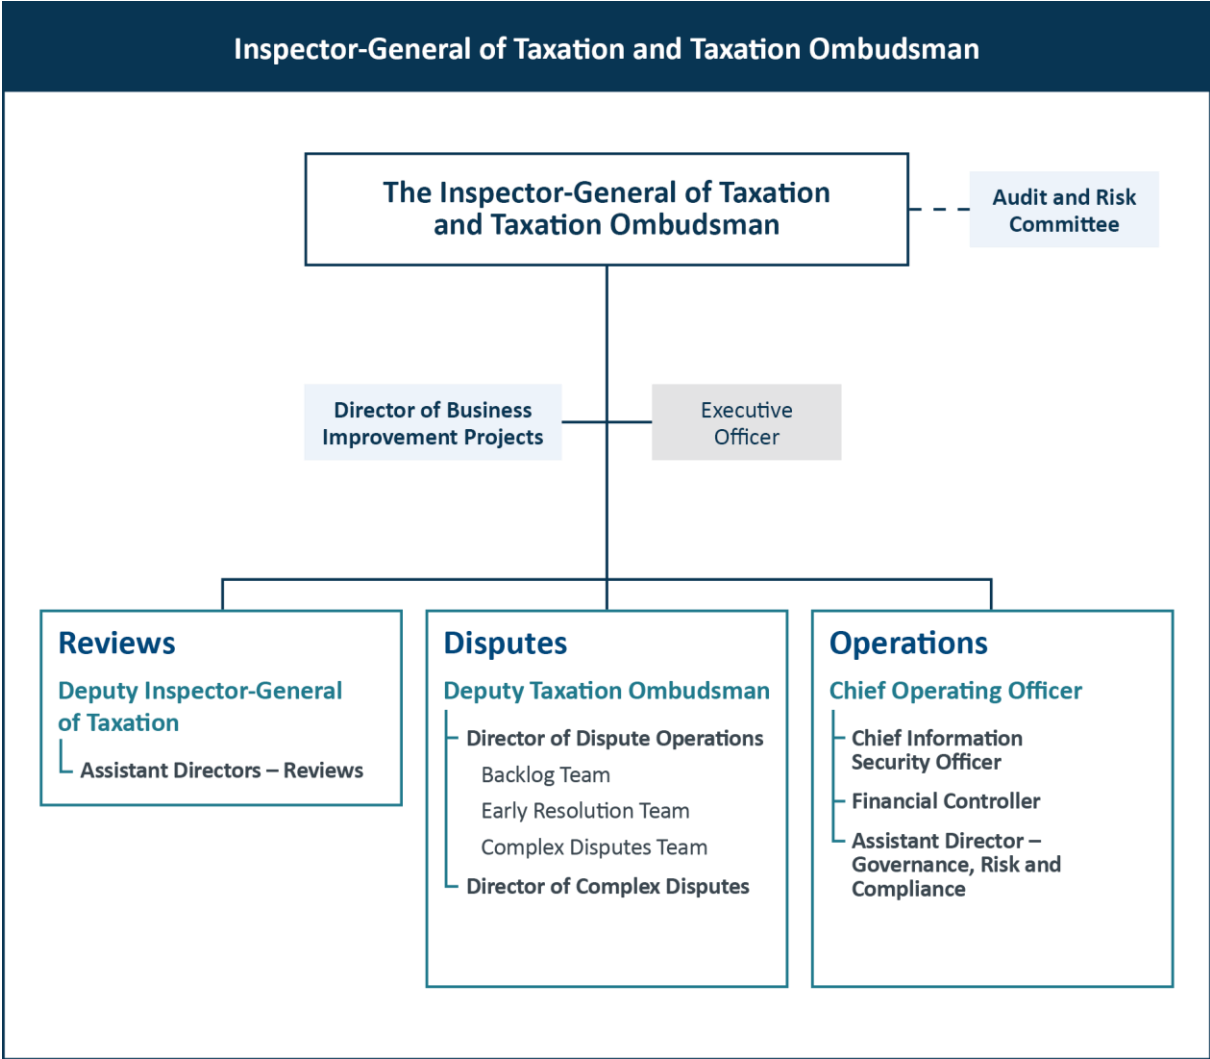 Inspector-General of Taxation and Taxation Ombudsman
The Inspector-General of Taxation
and Taxation Ombudsman
Audit and Risk
Committee
Director of Business
Improvement Projects
Executive
Officer
Reviews
Deputy Inspector-General
of Taxation
Assistant Directors – Reviews
Disputes
Deputy Taxation Ombudsman
Director of Dispute Operations
Backlog Team
Early Resolution Team
Complex Disputes Team
Director of Complex Disputes
Operations
Chief Operating Officer
Chief Information
Security Officer
Financial Controller
Assistant Director –
Governance, Risk and
Compliance